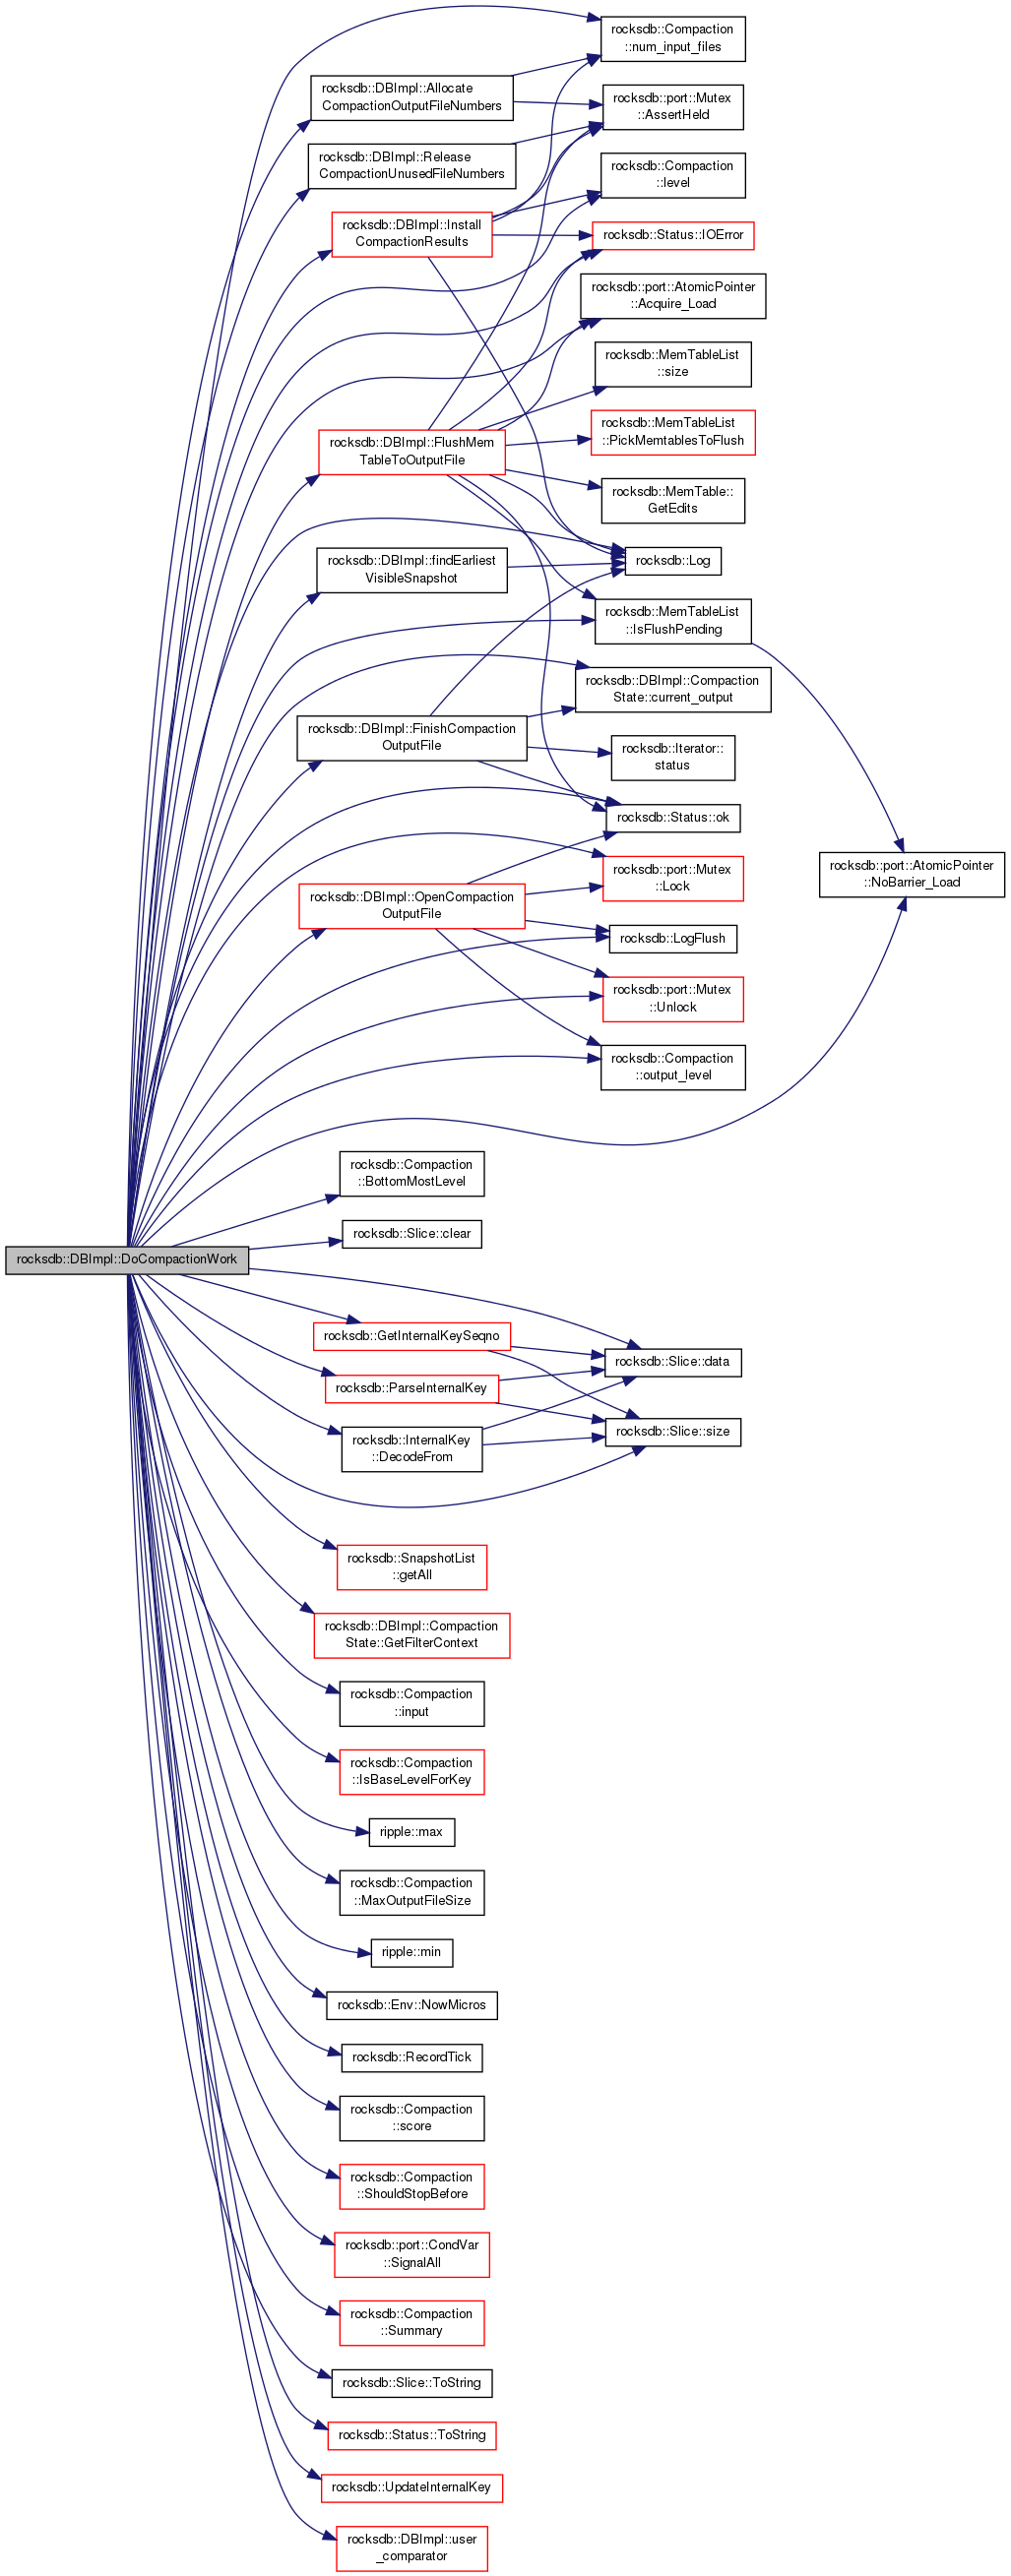 rocksdb::Compaction
::num_input_files
rocksdb::DBImpl::Allocate
CompactionOutputFileNumbers
rocksdb::port::Mutex
::AssertHeld
rocksdb::DBImpl::Release
CompactionUnusedFileNumbers
rocksdb::Compaction
::level
rocksdb::DBImpl::Install
CompactionResults
rocksdb::Status::IOError
rocksdb::port::AtomicPointer
::Acquire_Load
rocksdb::MemTableList
::size
rocksdb::DBImpl::FlushMem
TableToOutputFile
rocksdb::MemTableList
::PickMemtablesToFlush
rocksdb::MemTable::
GetEdits
rocksdb::DBImpl::findEarliest
VisibleSnapshot
rocksdb::Log
rocksdb::MemTableList
::IsFlushPending
rocksdb::DBImpl::Compaction
State::current_output
rocksdb::DBImpl::FinishCompaction
OutputFile
rocksdb::Iterator::
status
rocksdb::Status::ok
rocksdb::port::AtomicPointer
::NoBarrier_Load
rocksdb::port::Mutex
::Lock
rocksdb::DBImpl::OpenCompaction
OutputFile
rocksdb::LogFlush
rocksdb::port::Mutex
::Unlock
rocksdb::Compaction
::output_level
rocksdb::Compaction
::BottomMostLevel
rocksdb::Slice::clear
rocksdb::DBImpl::DoCompactionWork
rocksdb::GetInternalKeySeqno
rocksdb::Slice::data
rocksdb::ParseInternalKey
rocksdb::Slice::size
rocksdb::InternalKey
::DecodeFrom
rocksdb::SnapshotList
::getAll
rocksdb::DBImpl::Compaction
State::GetFilterContext
rocksdb::Compaction
::input
rocksdb::Compaction
::IsBaseLevelForKey
ripple::max
rocksdb::Compaction
::MaxOutputFileSize
ripple::min
rocksdb::Env::NowMicros
rocksdb::RecordTick
rocksdb::Compaction
::score
rocksdb::Compaction
::ShouldStopBefore
rocksdb::port::CondVar
::SignalAll
rocksdb::Compaction
::Summary
rocksdb::Slice::ToString
rocksdb::Status::ToString
rocksdb::UpdateInternalKey
rocksdb::DBImpl::user
_comparator